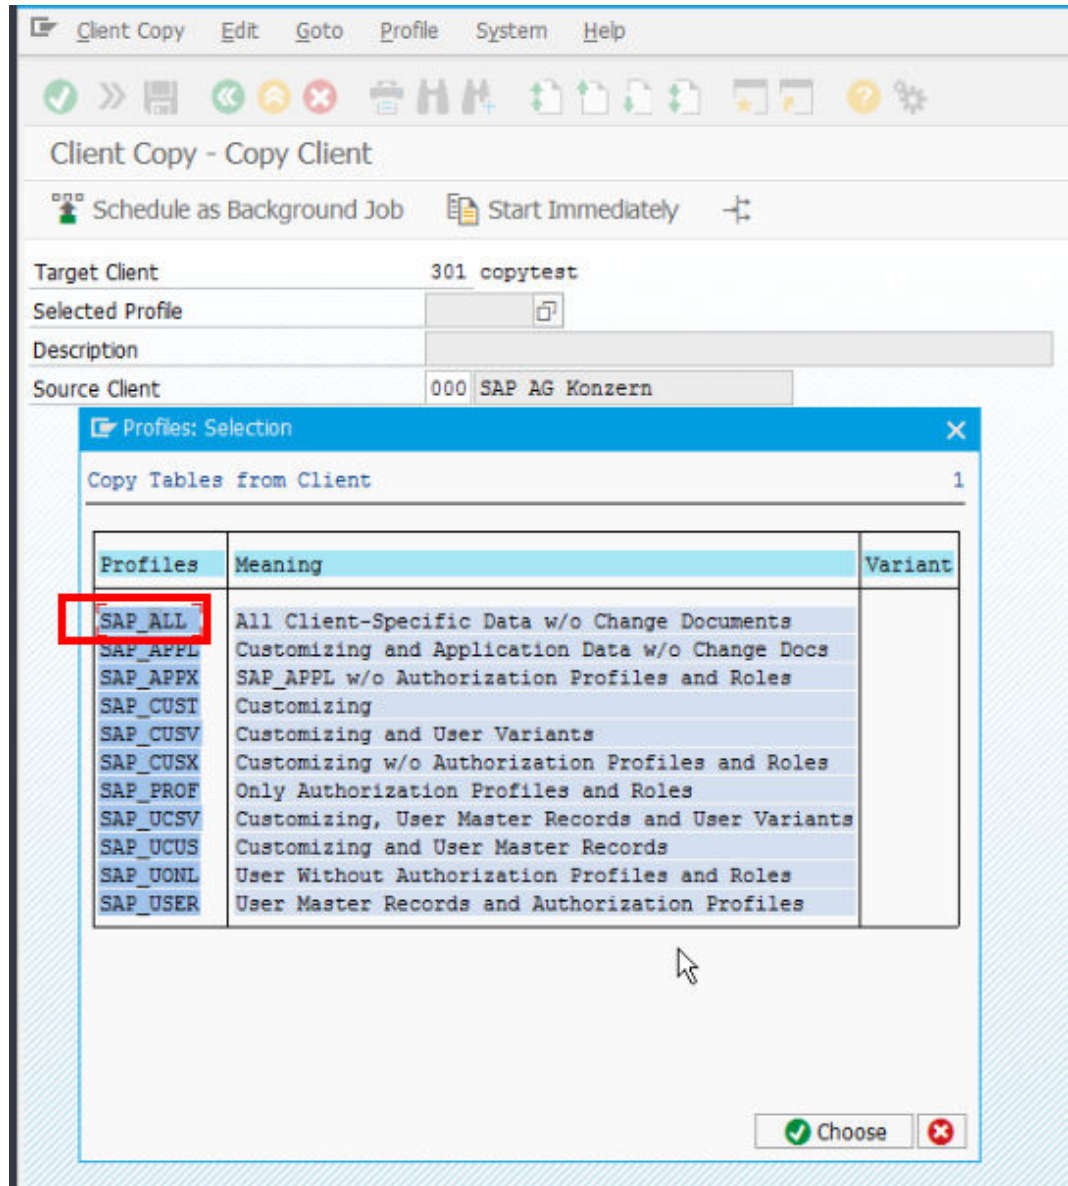 Client Copy Edit Goto Profile System Help
Client Copy - Copy Client
Schedule as Background Job Start Immediately
Target Client 301 copytest
Selected Profile
Description
Source Client 000 SAP AG Konzern
Profiles: Selection
Copy Tables from Client 1
Profiles Meaning Variant
SAP_ALL All Client-Specific Data w/o Change Documents
SAP_APPL Customizing and Application Data w/o Change Docs
SAP_APPX SAP_APPL w/o Authorization Profiles and Roles
SAP_CUST Customizing
SAP_CUSV Customizing and User Variants
SAP_CUSX Customizing w/o Authorization Profiles and Roles
SAP_PROF Only Authorization Profiles and Roles
SAP_UCSV Customizing, User Master Records and User Variants
SAP_UCUS Customizing and User Master Records
SAP_UONL User Without Authorization Profiles and Roles
SAP_USER User Master Records and Authorization Profiles
Choose